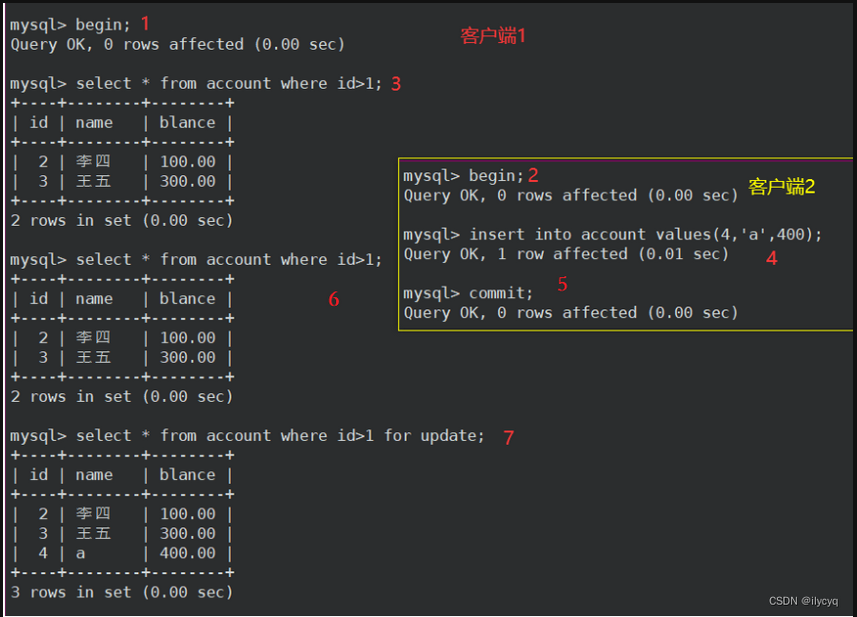 mysql> begin; 1
Query OK, 0 rows affected (0.00 sec)
客户端1
mysql> select * from account where id>1; 3
+----+--------+--------+
| id | name | blance |
+----+--------+--------+
| 2 | 李四 | 100.00 |
| 3 | 王五 | 300.00 |
+----+--------+--------+
2 rows in set (0.00 sec)
mysql> select * from account where id>1;
+----+--------+--------+
| id | name | blance |
+----+--------+--------+
| 2 | 李四 | 100.00 |
| 3 | 王五 | 300.00 |
+----+--------+--------+
2 rows in set (0.00 sec)
6
mysql> begin; 2
Query OK, 0 rows affected (0.00 sec)
客户端2
mysql> insert into account values(4,'a',400);
Query OK, 1 row affected (0.01 sec) 4
mysql> commit; 5
Query OK, 0 rows affected (0.00 sec)
mysql> select * from account where id>1 for update; 7
+----+--------+--------+
| id | name | blance |
+----+--------+--------+
| 2 | 李四 | 100.00 |
| 3 | 王五 | 300.00 |
| 4 | a | 400.00 |
+----+--------+--------+
3 rows in set (0.00 sec)
CSDN @ilycyq